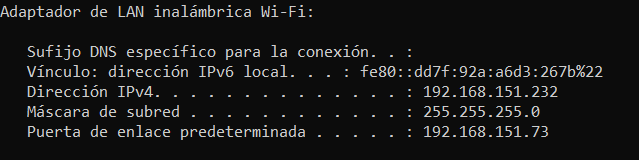 Adaptador de LAN inalámbrica Wi-Fi:
Sufijo DNS específico para la conexión. . :
Vínculo: dirección IPv6 local. . . : fe80::dd7f:92a:a6d3:267b%22
Dirección IPv4. . . . . . . . . . . . . . : 192.168.151.232
Máscara de subred . . . . . . . . . . . . : 255.255.255.0
Puerta de enlace predeterminada . . . . . : 192.168.151.73